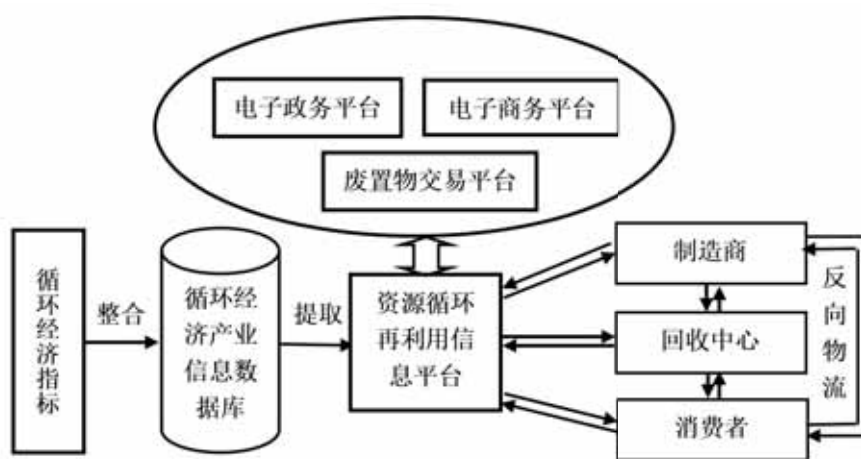 电子政务平台
电子商务平台
废置物交易平台
循环经济指标
整合
循环经
济产业
信息数
据库
提取
资源循环
再利用信
息平台
制造商
回收中心
消费者
反向物流